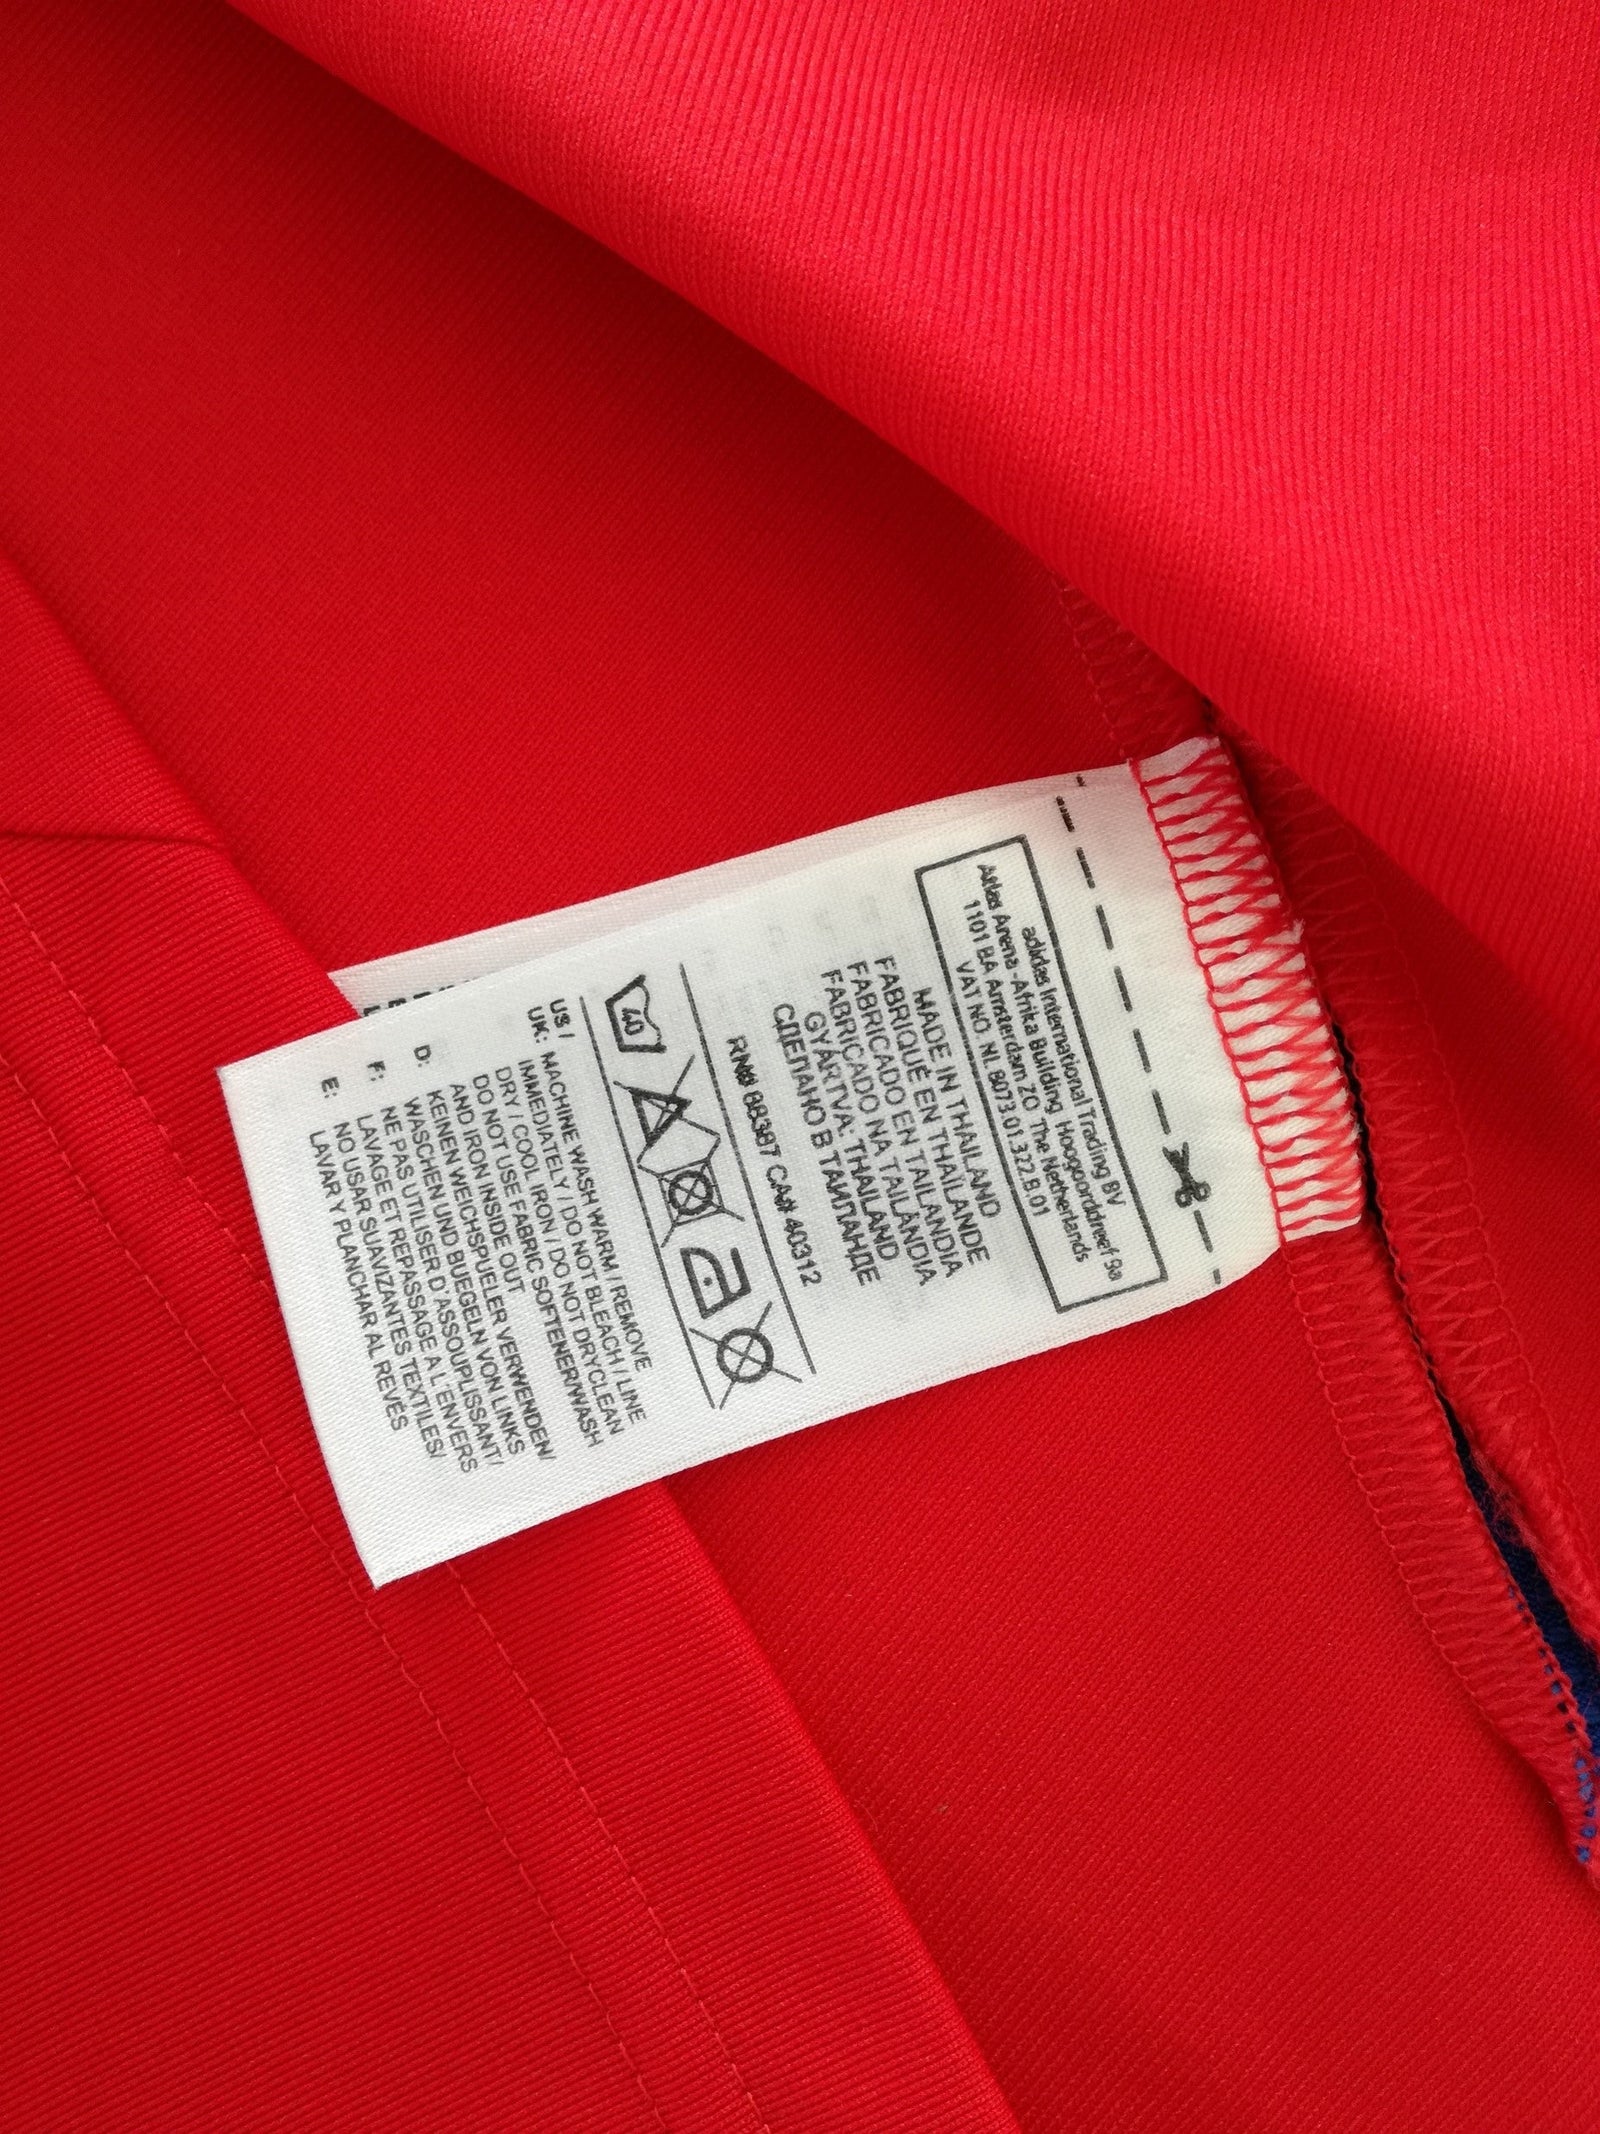 adidas International Trading BV
Atlas Arena -Afrika Building Hoogoorddreef 9a
1101 BA Amsterdam ZO The Netherlands
VAT NO. NL 8073.01.322.B.01
MADE IN THAILAND
FABRIQUÉ EN THAÏLANDE
FABRICADO EN TAILANDIA
FABRICADO NA TAILÂNDIA
GYÁRTVA: THAILAND
СДЕЛАНО В ТАИЛАНДЕ
RN# 88387 CA# 40312
40
US /
UK: MACHINE WASH WARM / REMOVE
IMMEDIATELY / DO NOT BLEACH / LINE
DRY / COOL IRON / DO NOT DRYCLEAN
DO NOT USE FABRIC SOFTENER/WASH
AND IRON INSIDE OUT
D: KEINEN WEICHSPUELER VERWENDEN/
WASCHEN UND BUEGELN VON LINKS
F: NE PAS UTILISER D'ASSOUPLISSANT/
LAVAGE ET REPASSAGE A L'ENVERS
E: NO USAR SUAVIZANTES TEXTILES/
LAVAR Y PLANCHAR AL REVÉS